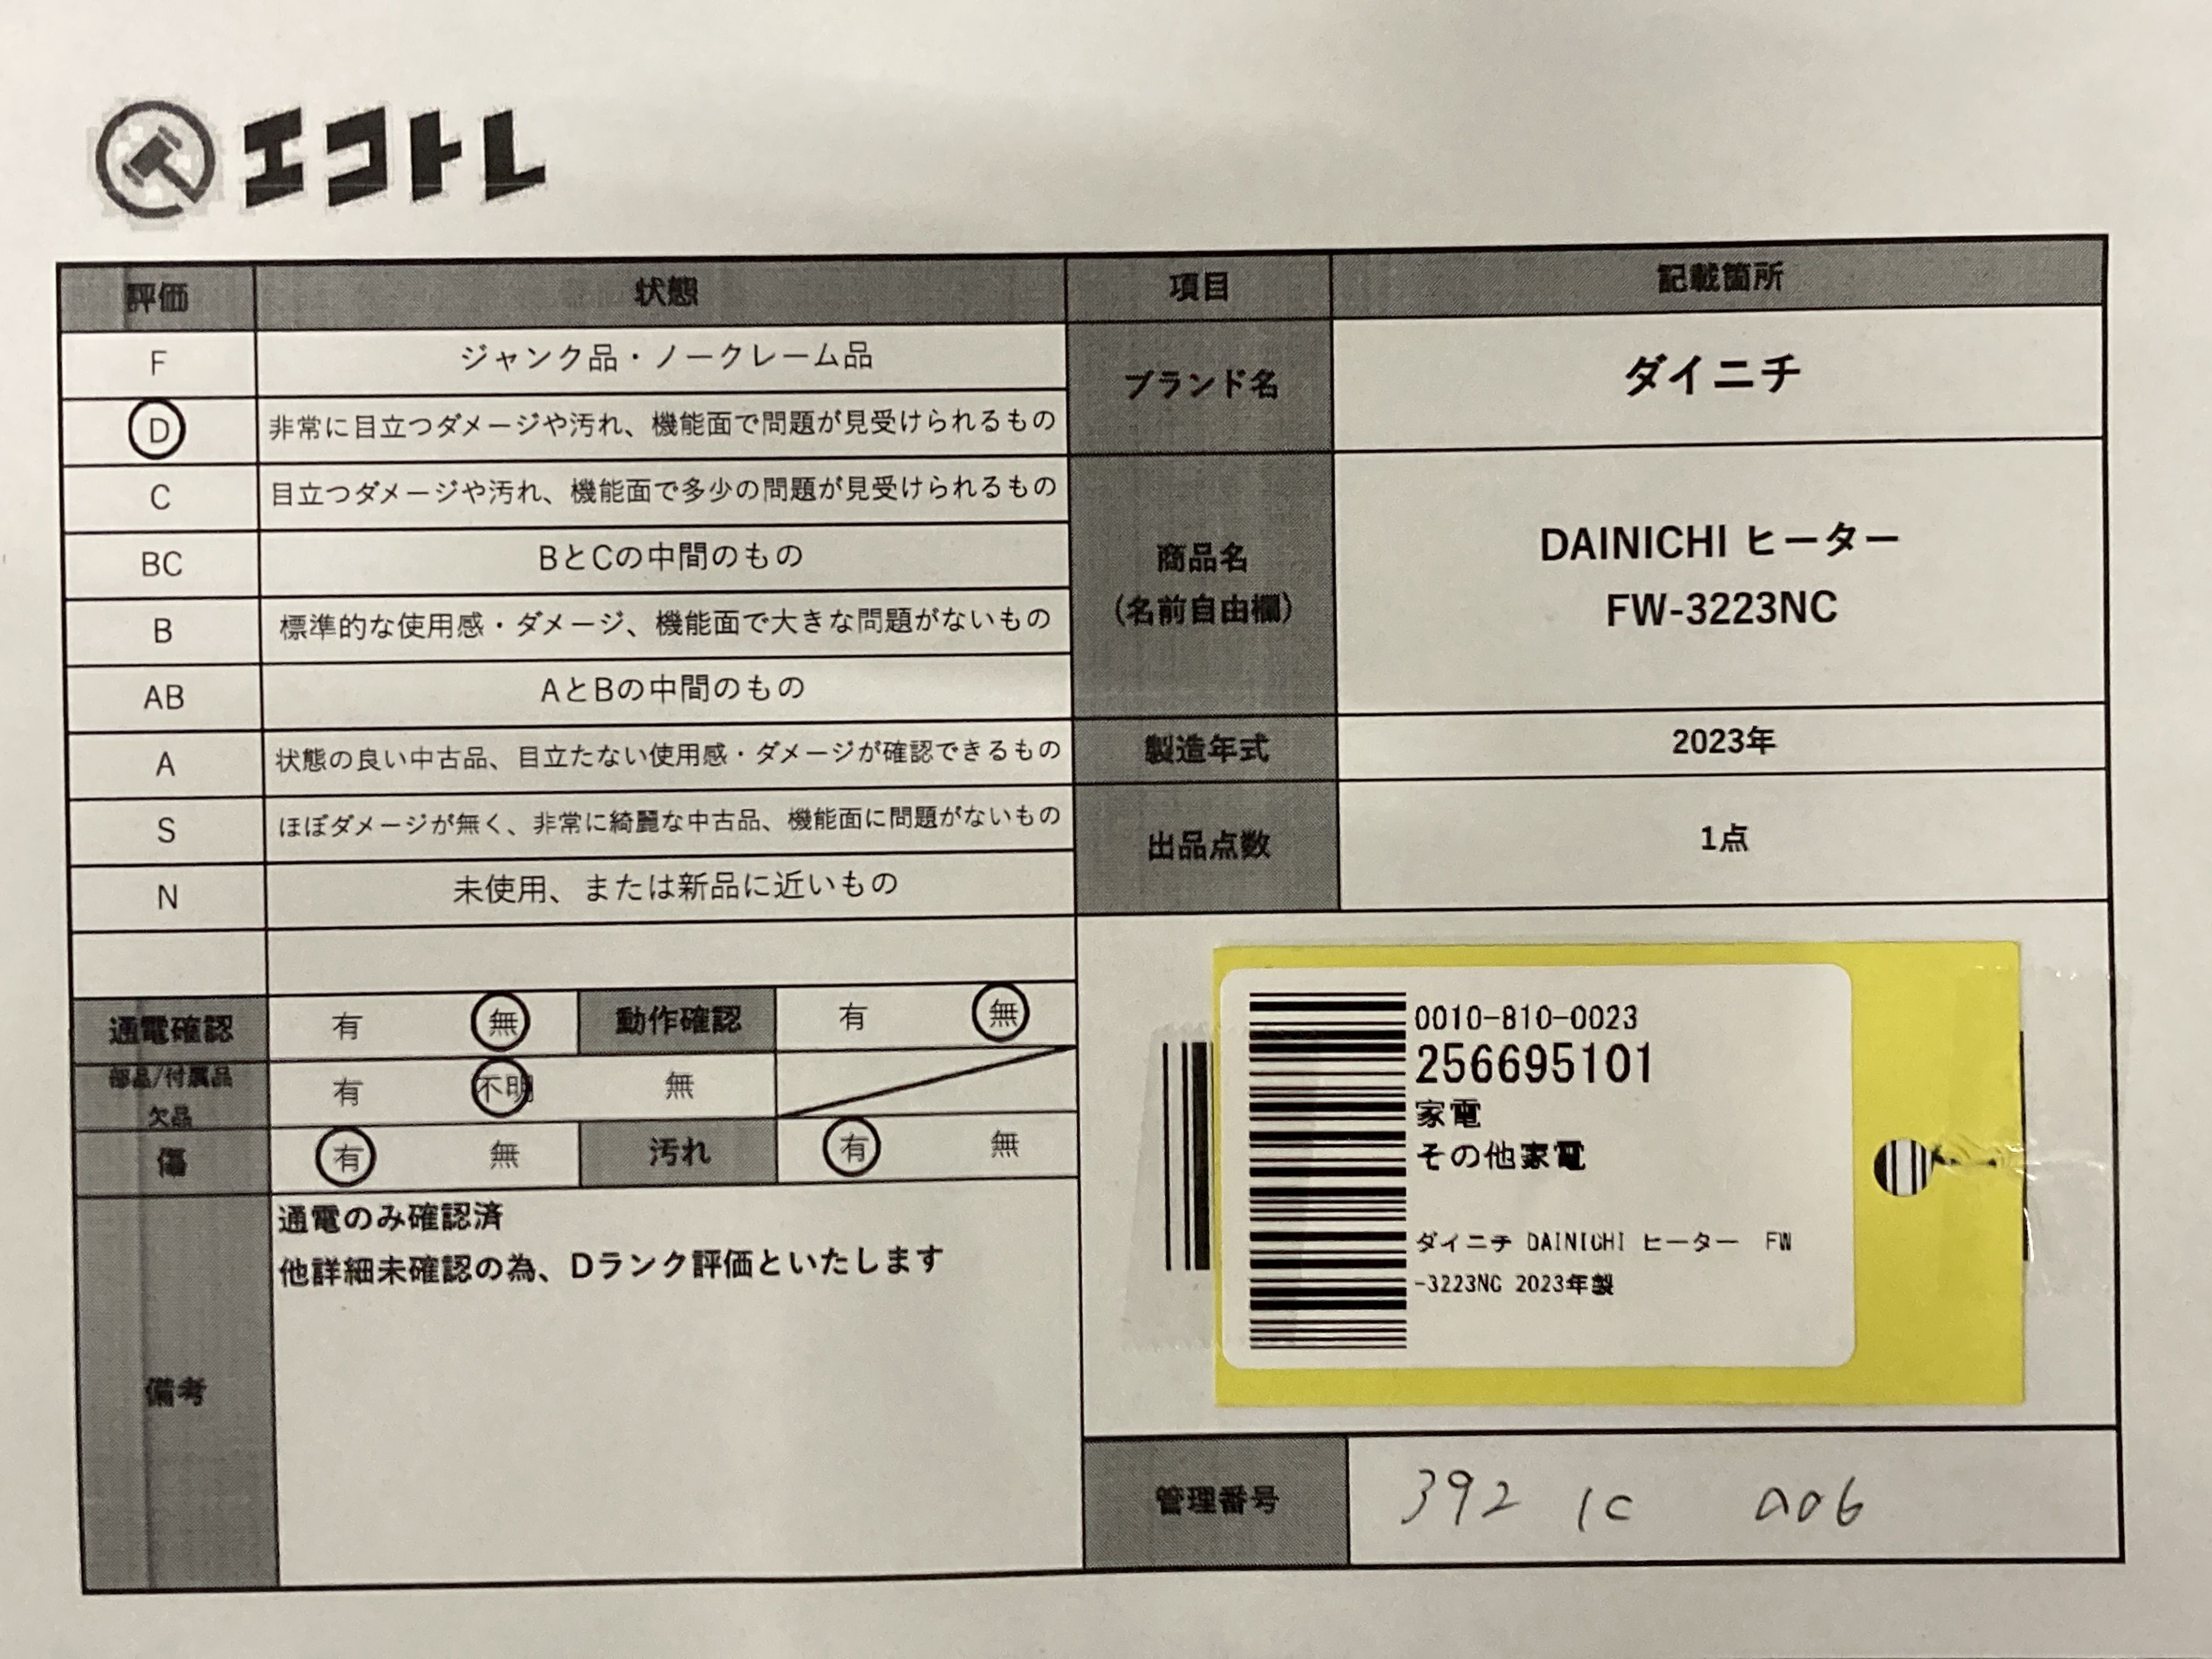 エコトレ
評価 状態 項目 記載箇所
F ジャンク品・ノークレーム品
D 非常に目立つダメージや汚れ、機能面で問題が見受けられるもの
C 目立つダメージや汚れ、機能面で多少の問題が見受けられるもの
BC BとCの中間のもの
B 標準的な使用感・ダメージ、機能面で大きな問題がないもの
AB AとBの中間のもの
A 状態の良い中古品、目立たない使用感・ダメージが確認できるもの
S ほぼダメージが無く、非常に綺麗な中古品、機能面に問題がないもの
N 未使用、または新品に近いもの
ブランド名 ダイニチ
商品名
(名前自由欄)
DAINICHI ヒーター
FW-3223NC
製造年式 2023年
出品点数 1点
通電確認 有 無 動作確認 有 無
部品/付属品
欠品
有 不明 無
傷 有 無 汚れ 有 無
備考
通電のみ確認済
他詳細未確認の為、Dランク評価といたします
0010-810-0023
256695101
家電
その他家電
ダイニチ DAINICHI ヒーター FW
-3223NC 2023年製
管理番号 392 1C a06